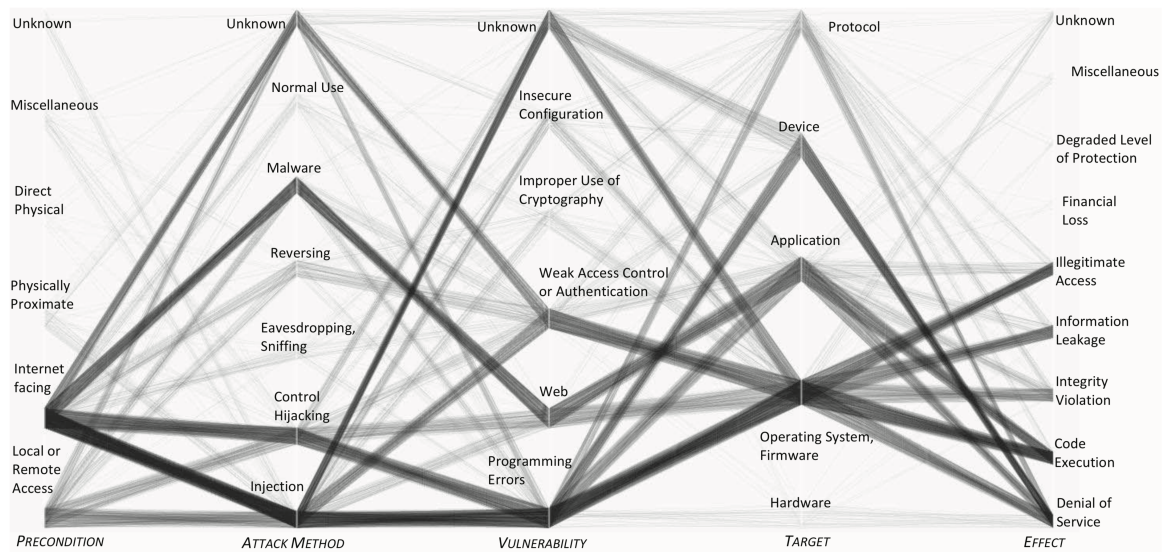 Unknown
Miscellaneous
Direct
Physical
Physically
Proximate
Internet
facing
Local or
Remote
Access
PRECONDITION
Unknown
Normal Use
Malware
Reversing
Eavesdropping,
Sniffing
Control
Hijacking
Injection
ATTACK METHOD
Unknown
Insecure
Configuration
Improper Use of
Cryptography
Weak Access Control
or Authentication
Web
Programming
Errors
VULNERABILITY
Protocol
Device
Application
Operating System,
Firmware
Hardware
TARGET
Unknown
Miscellaneous
Degraded Level
of Protection
Financial
Loss
Illegitimate
Access
Information
Leakage
Integrity
Violation
Code
Execution
Denial of
Service
EFFECT